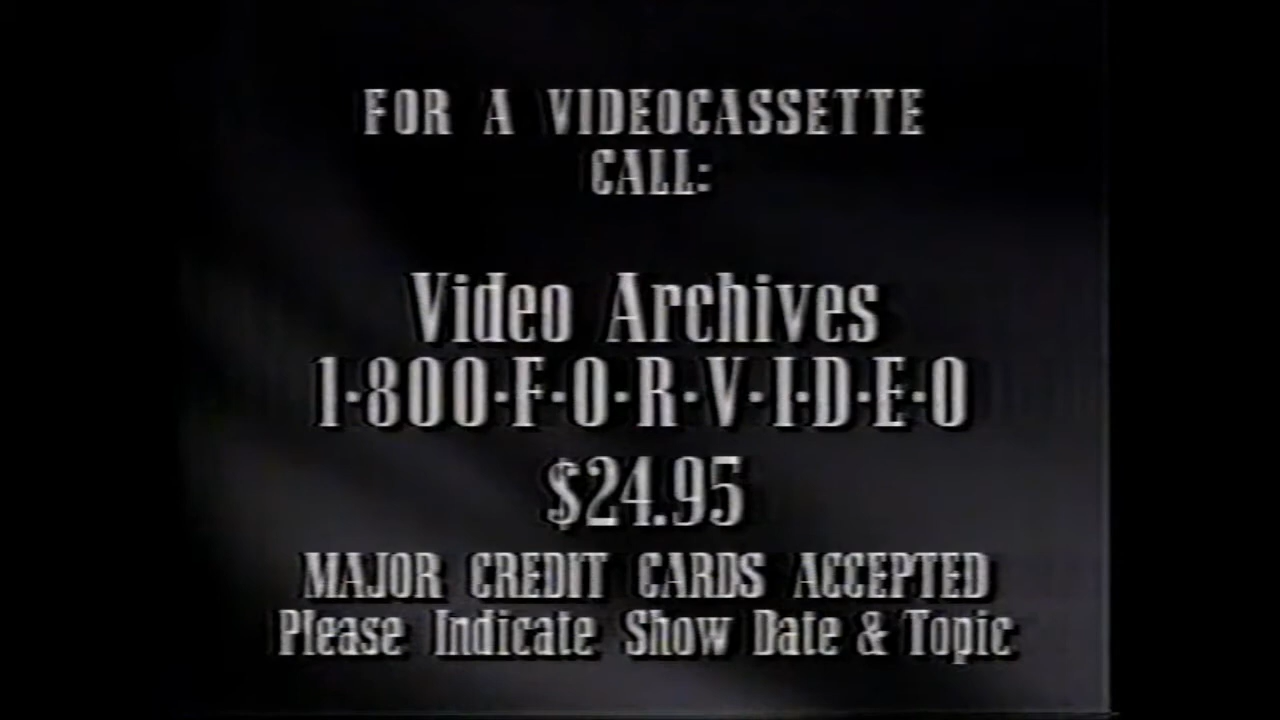 FOR A VIDEOCASSETTE
CALL:
Video Archives
1·800·F·O·R·V·I·D·E·O
$24.95
MAJOR CREDIT CARDS ACCEPTED
Please Indicate Show Date & Topic